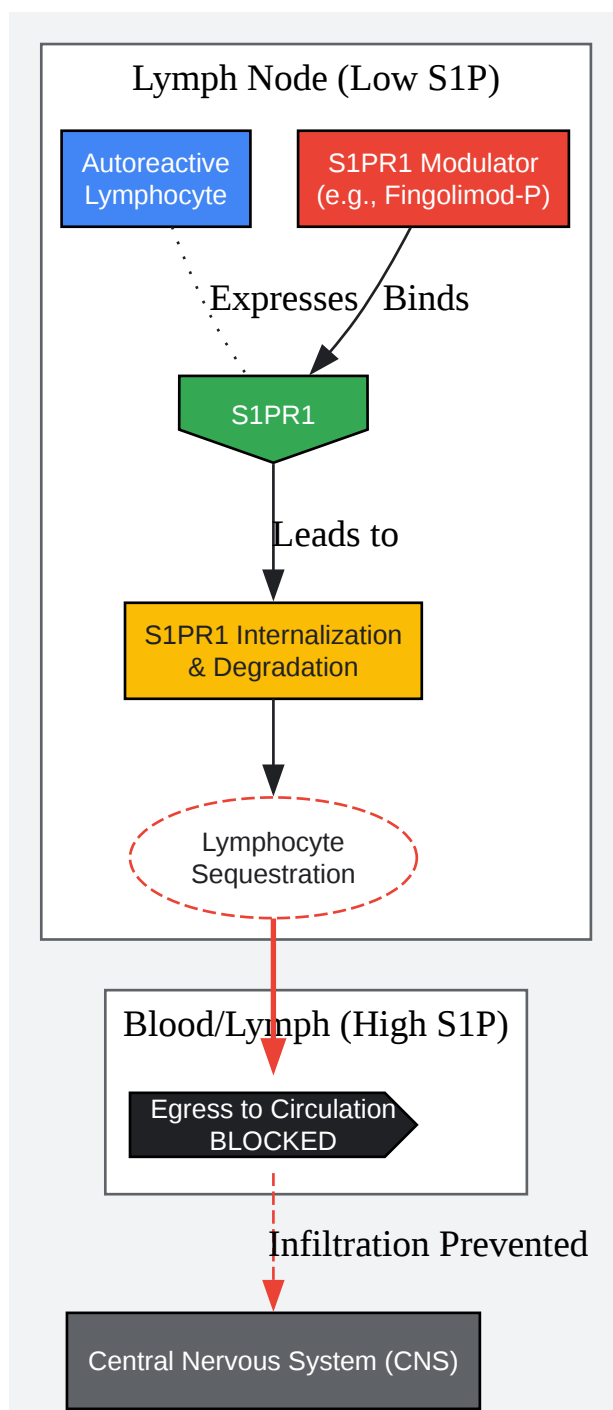 Lymph Node (Low S1P)
Autoreactive
Lymphocyte
S1PR1 Modulator
(e.g., Fingolimod-P)
Expresses
Binds
S1PR1
Leads to
S1PR1 Internalization
& Degradation
Lymphocyte
Sequestration
Blood/Lymph (High S1P)
Egress to Circulation
BLOCKED
Infiltration Prevented
Central Nervous System (CNS)